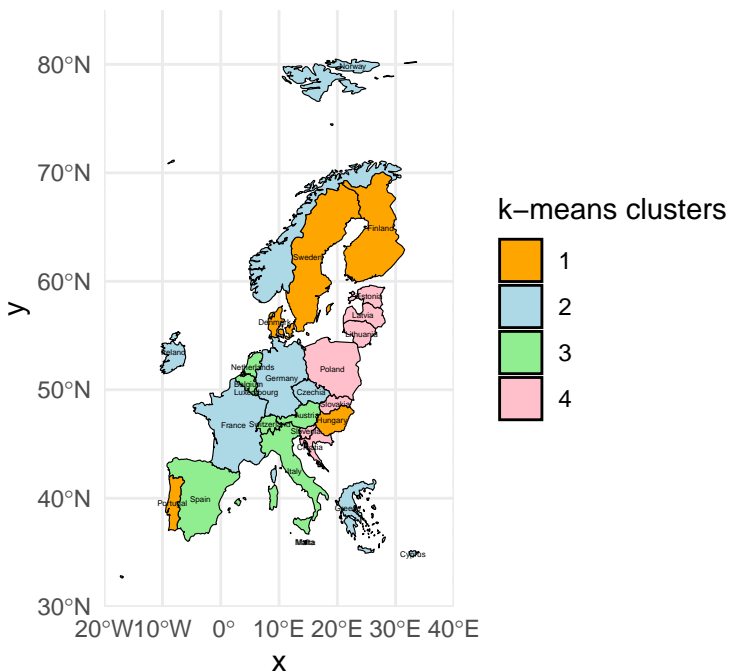 80°N
70°N
60°N
50°N
40°N
30°N
20°W
10°W
0°
10°E
20°E
30°E
40°E
x
y
Norway
Finland
Sweden
Estonia
Latvia
Lithuania
Denmark
Ireland
Netherlands
Belgium
Luxembourg
Germany
Poland
Czechia
Slovakia
Austria
Hungary
France
Switzerland
Slovenia
Croatia
Italy
Portugal
Spain
Greece
Malta
Cyprus
k−means clusters
1
2
3
4